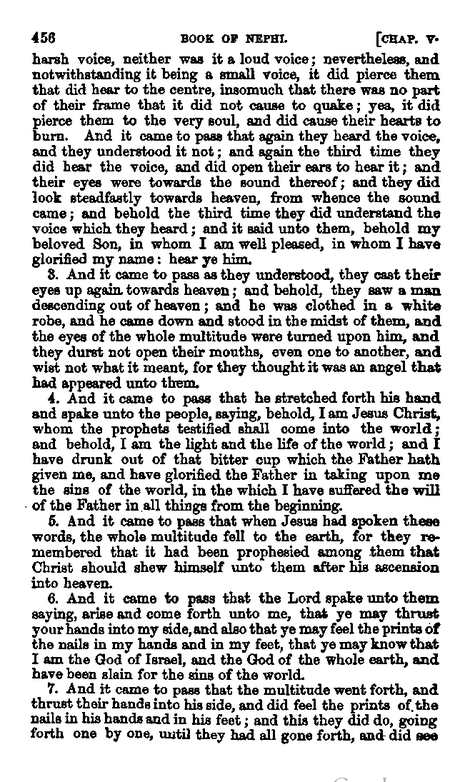 456 BOOK OF NEPHI. [CHAP. V.
harsh voice, neither was it a loud voice; nevertheless, and
notwithstanding it being a small voice, it did pierce them
that did hear to the centre, insomuch that there was no part
of their frame that it did not cause to quake; yea, it did
pierce them to the very soul, and did cause their hearts to
burn. And it came to pass that again they heard the voice,
and they understood it not; and again the third time they
did hear the voice, and did open their ears to hear it; and
their eyes were towards the sound thereof; and they did
look steadfastly towards heaven, from whence the sound
came; and behold the third time they did understand the
voice which they heard; and it said unto them, behold my
beloved Son, in whom I am well pleased, in whom I have
glorified my name: hear ye him.
3. And it came to pass as they understood, they cast their
eyes up again towards heaven; and behold, they saw a man
descending out of heaven; and he was clothed in a white
robe, and he came down and stood in the midst of them, and
the eyes of the whole multitude were turned upon him, and
they durst not open their mouths, even one to another, and
wist not what it meant, for they thought it was an angel that
had appeared unto them.
4. And it came to pass that he stretched forth his hand
and spake unto the people, saying, behold, I am Jesus Christ,
whom the prophets testified shall come into the world;
and behold, I am the light and the life of the world; and I
have drunk out of that bitter cup which the Father hath
given me, and have glorified the Father in taking upon me
the sins of the world, in the which I have suffered the will
of the Father in all things from the beginning.
5. And it came to pass that when Jesus had spoken these
words, the whole multitude fell to the earth, for they re-
membered that it had been prophesied among them that
Christ should shew himself unto them after his ascension
into heaven.
6. And it came to pass that the Lord spake unto them
saying, arise and come forth unto me, that ye may thrust
your hands into my side, and also that ye may feel the prints of
the nails in my hands and in my feet, that ye may know that
I am the God of Israel, and the God of the whole earth, and
have been slain for the sins of the world.
7. And it came to pass that the multitude went forth, and
thrust their hands into his side, and did feel the prints of the
nails in his hands and in his feet; and this they did do, going
forth one by one, until they had all gone forth, and did see